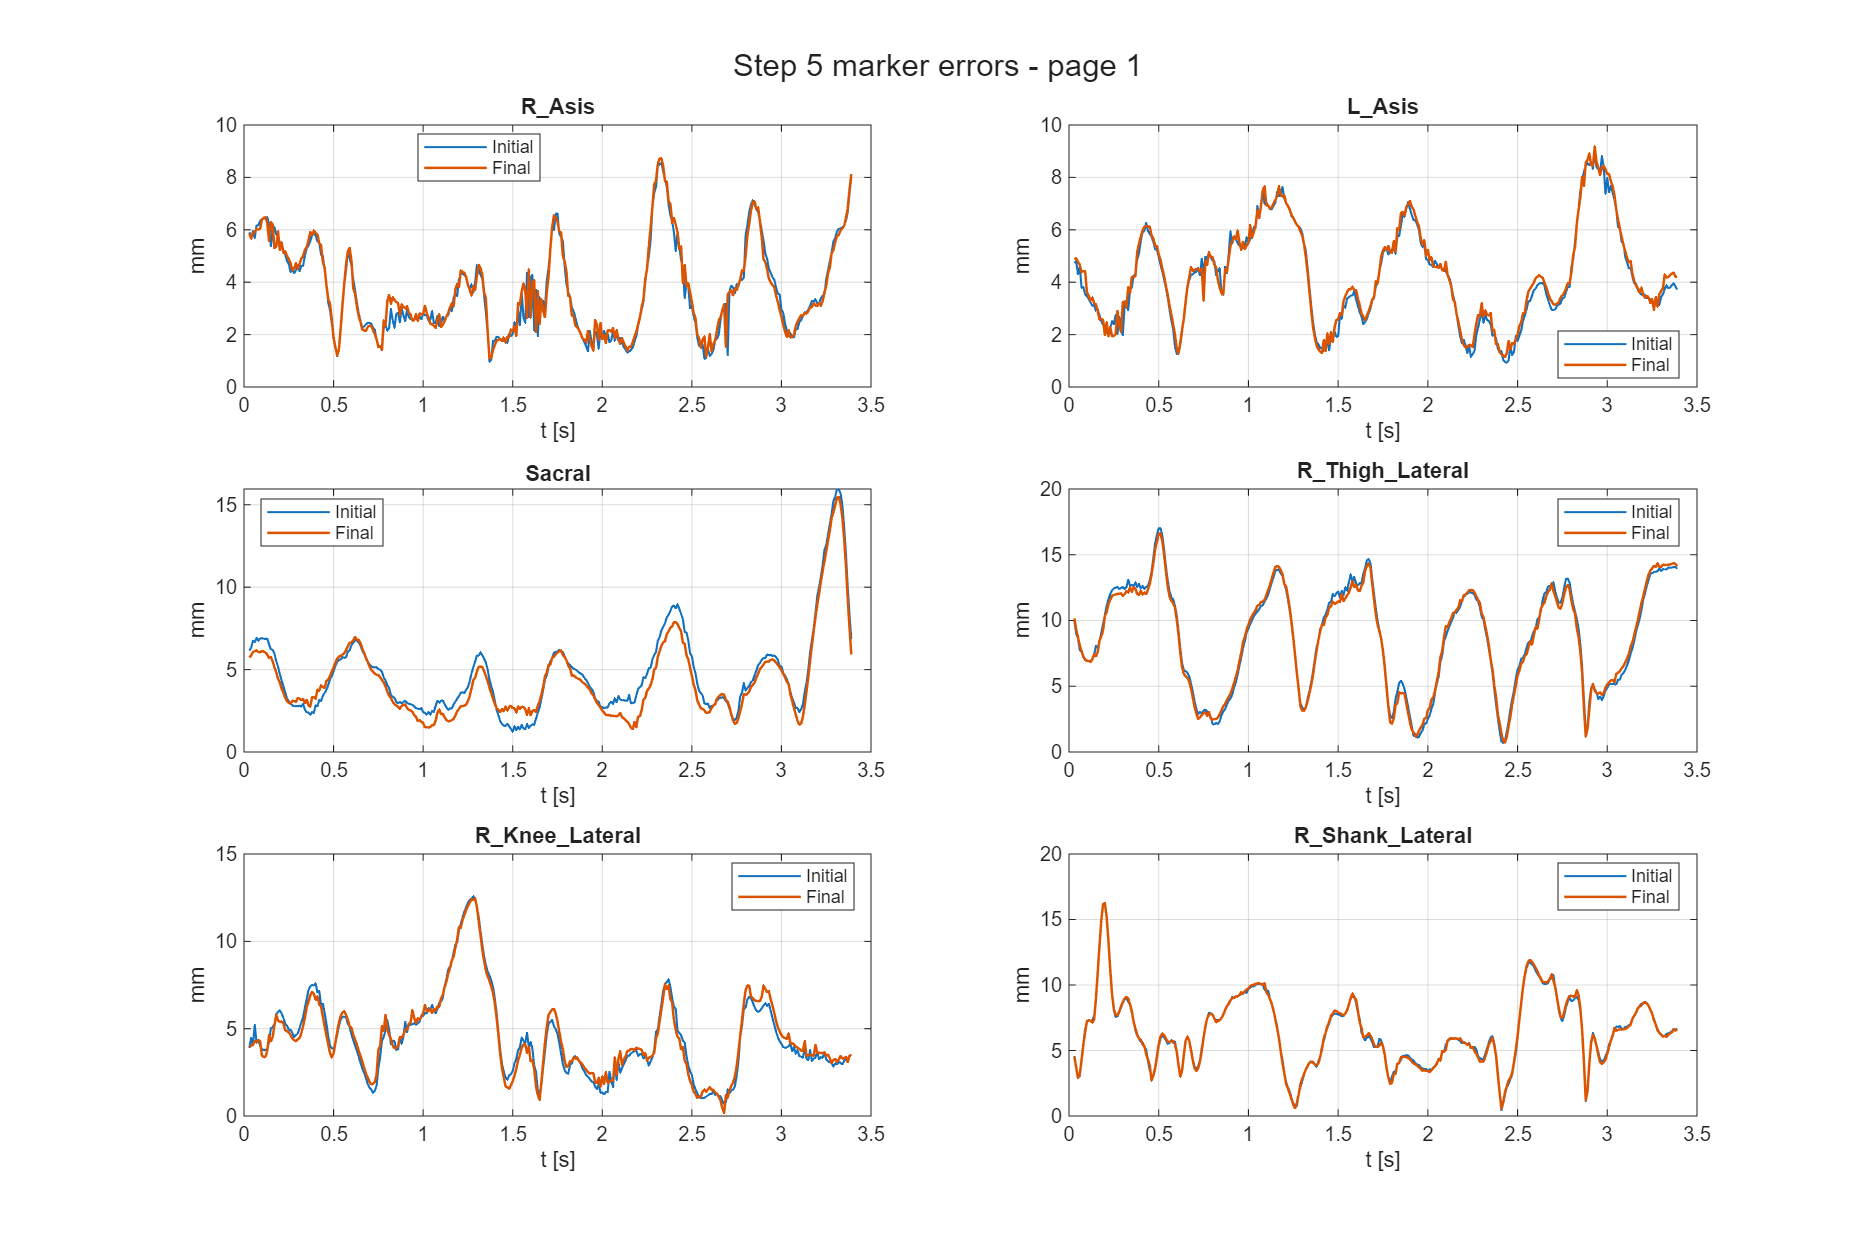 Step 5 marker errors - page 1
R_Asis
10
8
6
4
2
0
mm
Initial
Final
0 0.5 1 1.5 2 2.5 3 3.5
t [s]
L_Asis
10
8
6
4
2
0
mm
Initial
Final
0 0.5 1 1.5 2 2.5 3 3.5
t [s]
Sacral
15
10
5
0
mm
Initial
Final
0 0.5 1 1.5 2 2.5 3 3.5
t [s]
R_Thigh_Lateral
20
15
10
5
0
mm
Initial
Final
0 0.5 1 1.5 2 2.5 3 3.5
t [s]
R_Knee_Lateral
15
10
5
0
mm
Initial
Final
0 0.5 1 1.5 2 2.5 3 3.5
t [s]
R_Shank_Lateral
20
15
10
5
0
mm
Initial
Final
0 0.5 1 1.5 2 2.5 3 3.5
t [s]